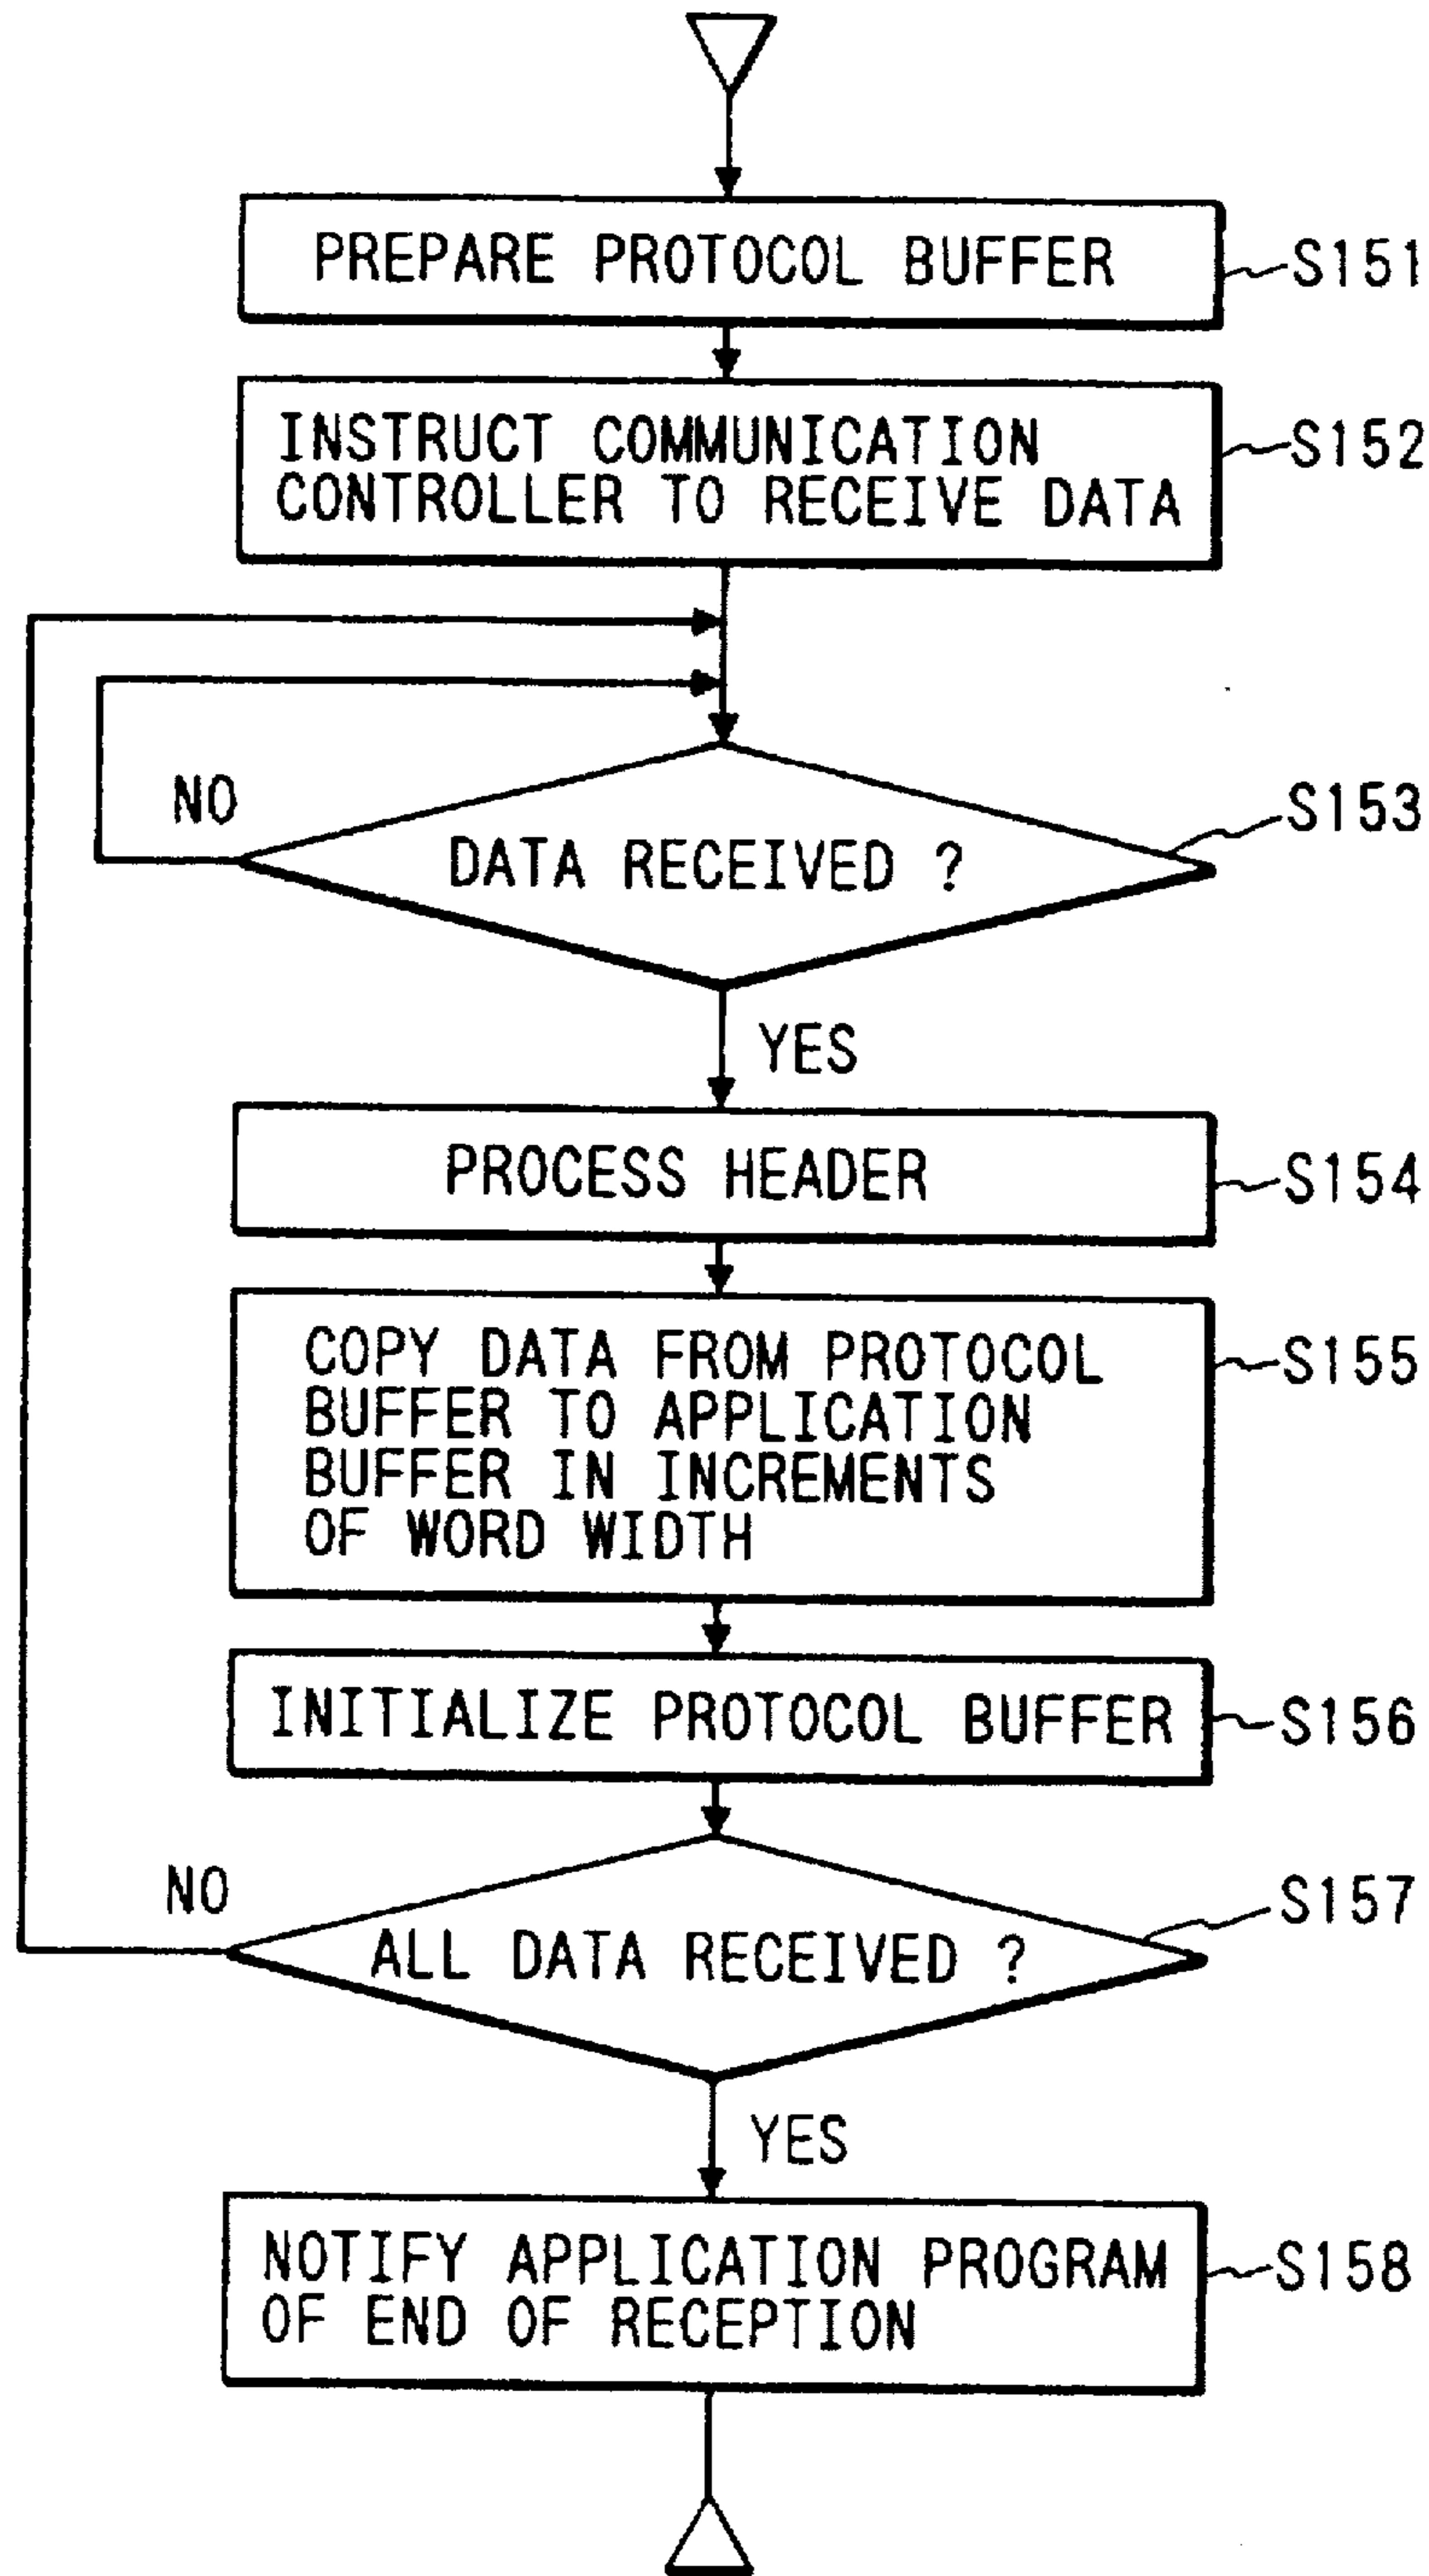 PREPARE PROTOCOL BUFFER
S151
INSTRUCT COMMUNICATION
CONTROLLER TO RECEIVE DATA
S152
NO
DATA RECEIVED ?
S153
YES
PROCESS HEADER
S154
COPY DATA FROM PROTOCOL
BUFFER TO APPLICATION
BUFFER IN INCREMENTS
OF WORD WIDTH
S155
INITIALIZE PROTOCOL BUFFER
S156
NO
ALL DATA RECEIVED ?
S157
YES
NOTIFY APPLICATION PROGRAM
OF END OF RECEPTION
S158